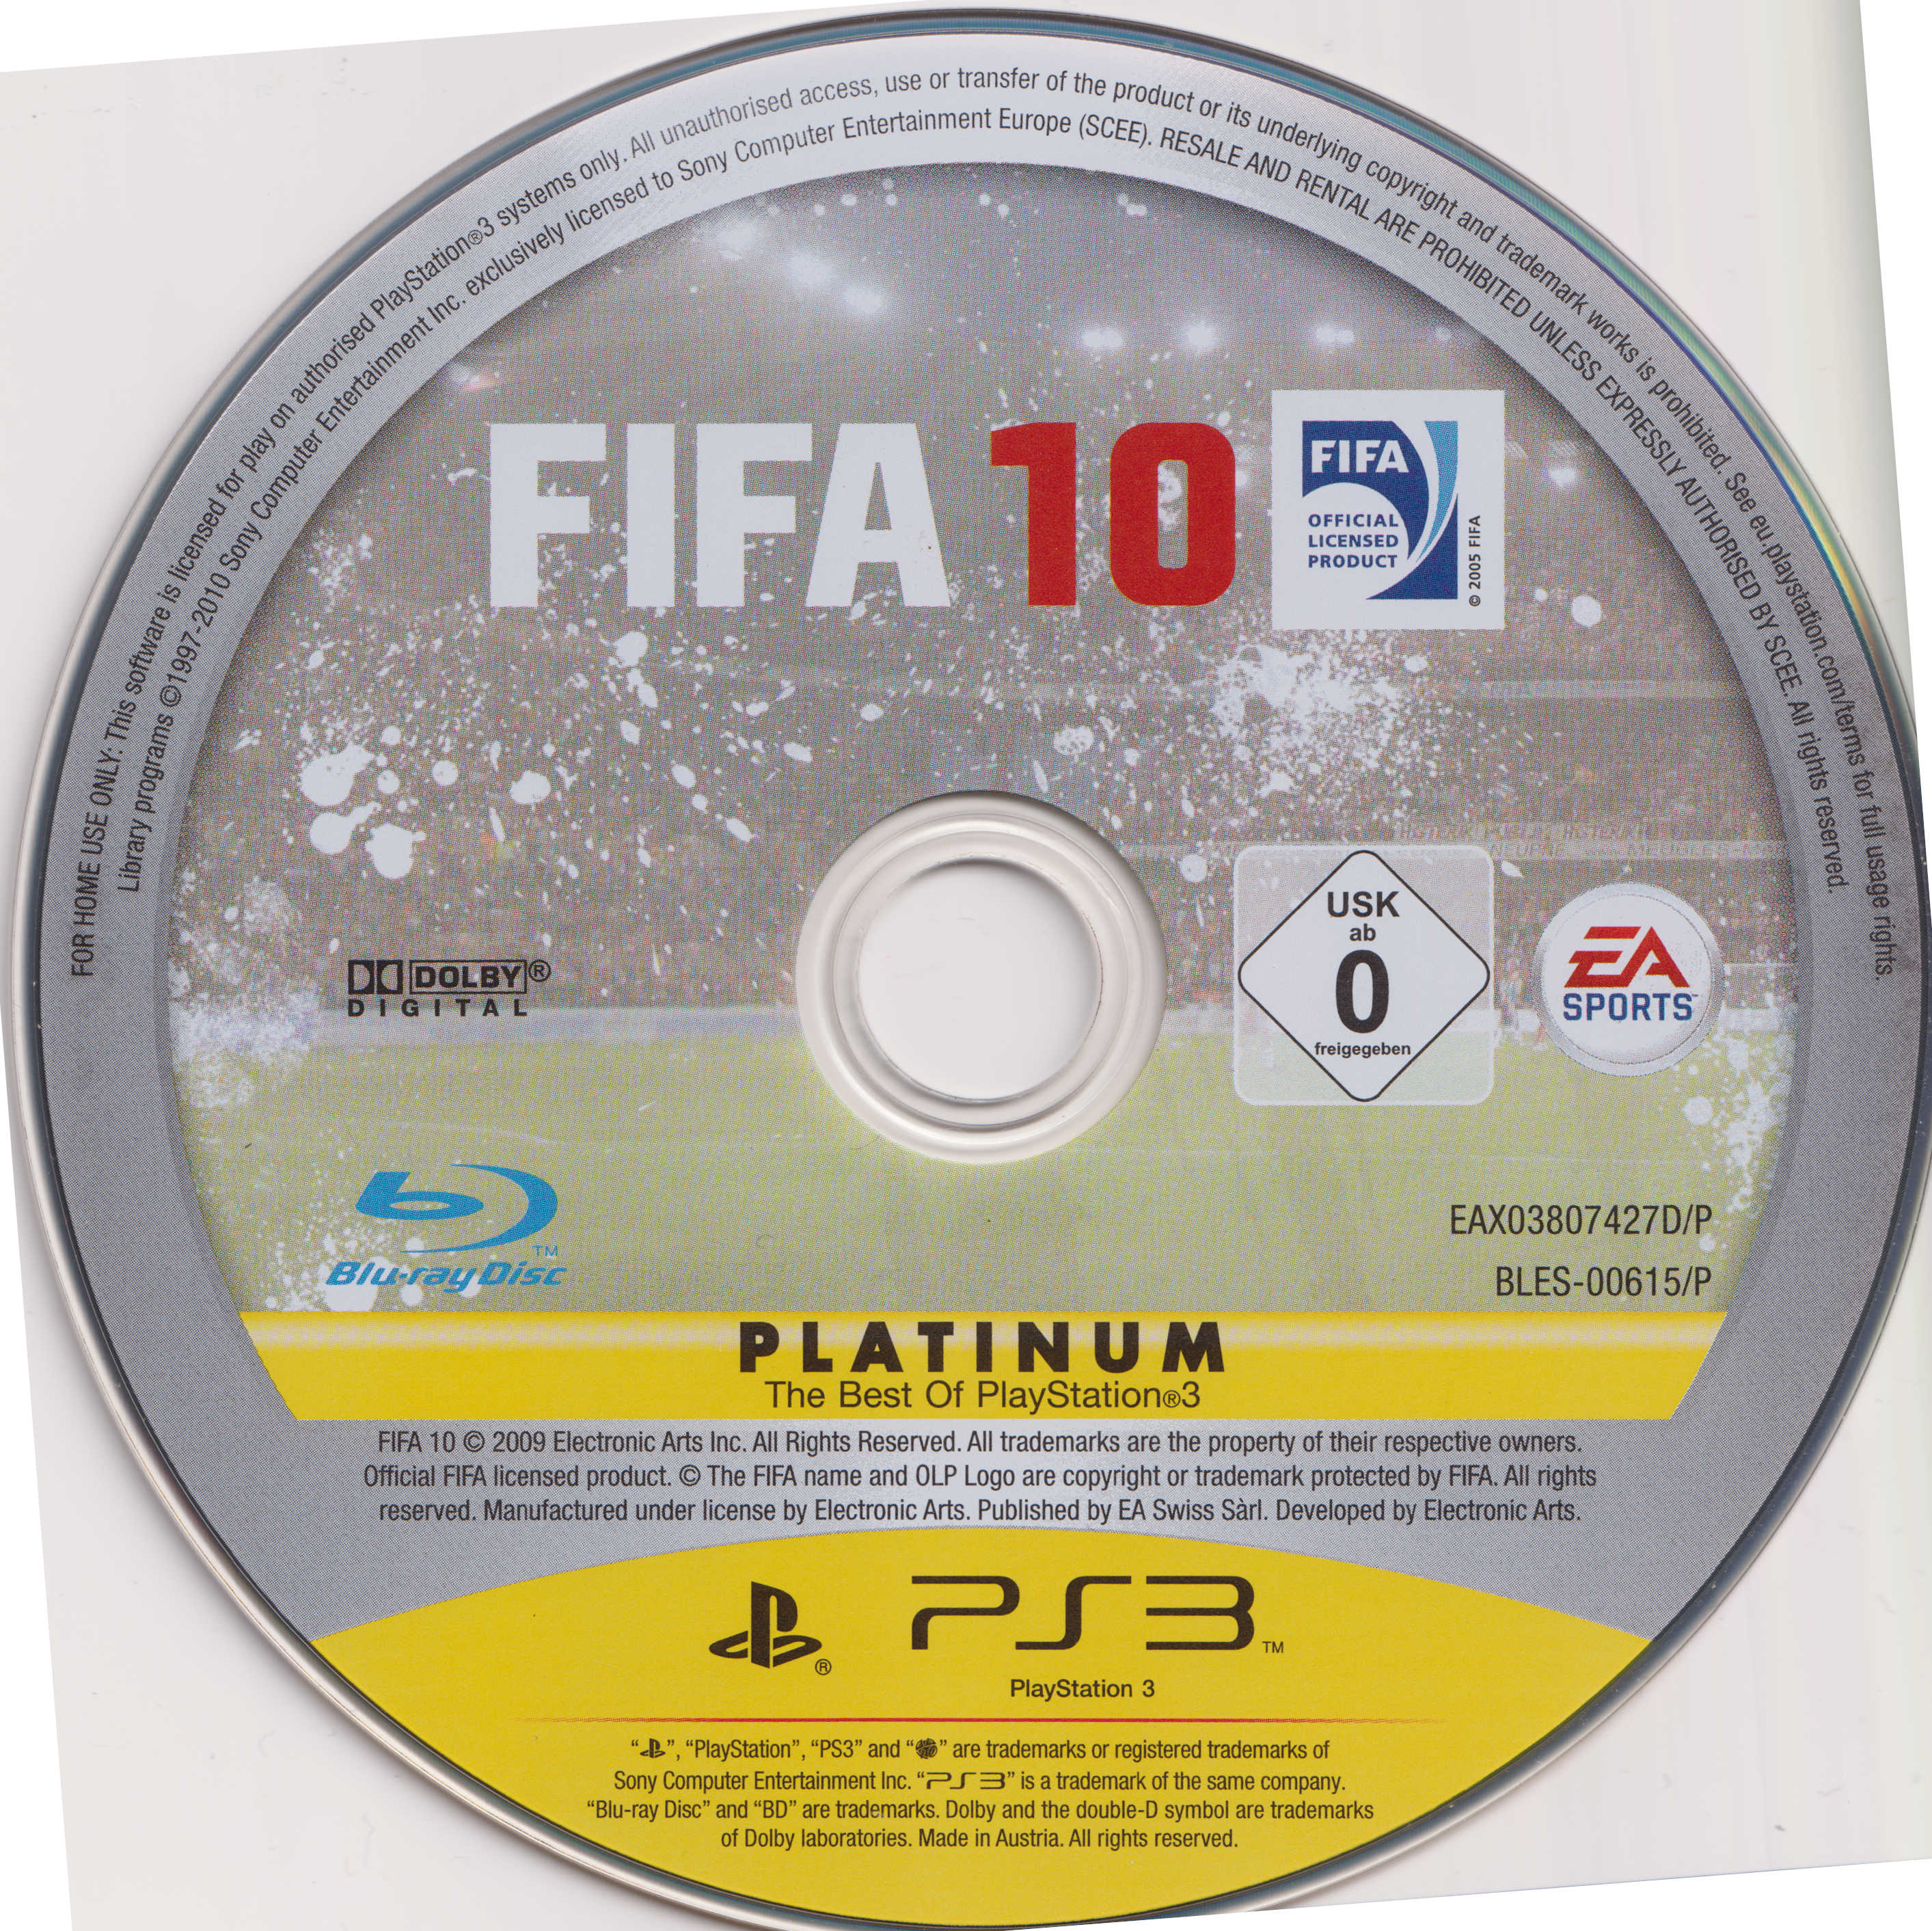 FOR HOME USE ONLY: This software is licensed for play on authorised PlayStation®3 systems only. All unauthorised access, use or transfer of the product or its underlying copyright and trademark works is prohibited. See eu.playstation.com/terms for full usage rights.
Library programs ©1997-2010 Sony Computer Entertainment Inc. exclusively licensed to Sony Computer Entertainment Europe (SCEE). RESALE AND RENTAL ARE PROHIBITED UNLESS EXPRESSLY AUTHORISED BY SCEE. All rights reserved.
FIFA 10
FIFA
OFFICIAL
LICENSED
PRODUCT
© 2005 FIFA
USK
ab
0
freigegeben
EA
SPORTS™
DOLBY®
DIGITAL
Blu-ray Disc™
EAX03807427D/P
BLES-00615/P
PLATINUM
The Best Of PlayStation®3
FIFA 10 © 2009 Electronic Arts Inc. All Rights Reserved. All trademarks are the property of their respective owners.
Official FIFA licensed product. © The FIFA name and OLP Logo are copyright or trademark protected by FIFA. All rights
reserved. Manufactured under license by Electronic Arts. Published by EA Swiss Sàrl. Developed by Electronic Arts.
® PS3™
PlayStation 3
“”, “PlayStation”, “PS3” and “” are trademarks or registered trademarks of
Sony Computer Entertainment Inc. “PS3” is a trademark of the same company.
“Blu-ray Disc” and “BD” are trademarks. Dolby and the double-D symbol are trademarks
of Dolby laboratories. Made in Austria. All rights reserved.